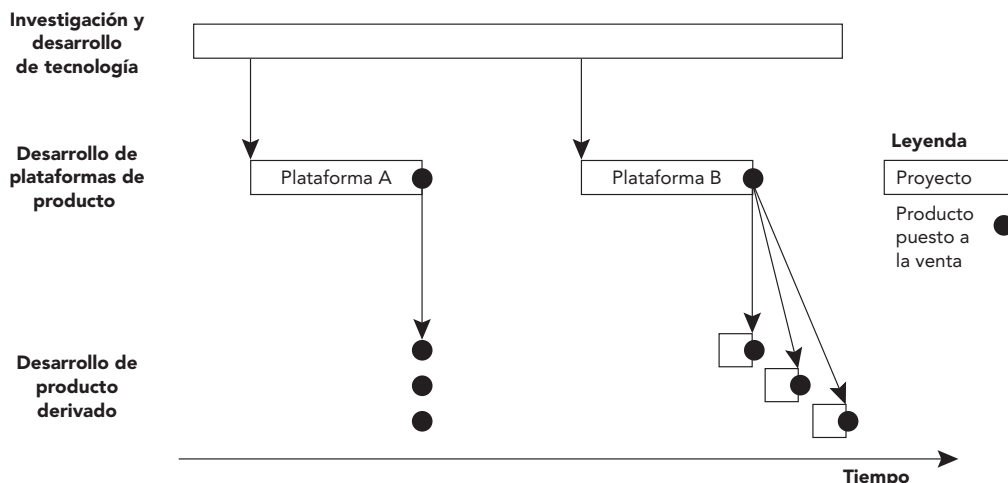 Investigación y
desarrollo
de tecnología
Desarrollo de
plataformas de
producto
Plataforma A
Plataforma B
Leyenda
Proyecto
Producto
puesto a
la venta
Desarrollo de
producto
derivado
Tiempo